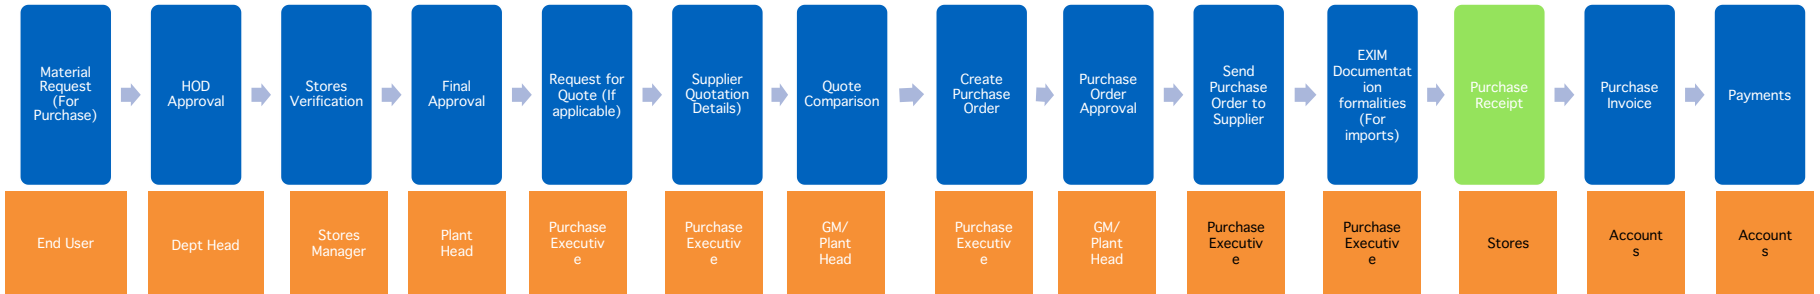 Material
Request
(For
Purchase)
HOD
Approval
Stores
Verification
Final
Approval
Request for
Quote (If
applicable)
Supplier
Quotation
Details)
Quote
Comparison
Create
Purchase
Order
Purchase
Order
Approval
Send
Purchase
Order to
Supplier
EXIM
Documentat
ion
formalities
(For
imports)
Purchase
Receipt
Purchase
Invoice
Payments
End User
Dept Head
Stores
Manager
Plant
Head
Purchase
Executiv
e
Purchase
Executiv
e
GM/
Plant
Head
Purchase
Executiv
e
GM/
Plant
Head
Purchase
Executiv
e
Purchase
Executiv
e
Stores
Account
s
Account
s